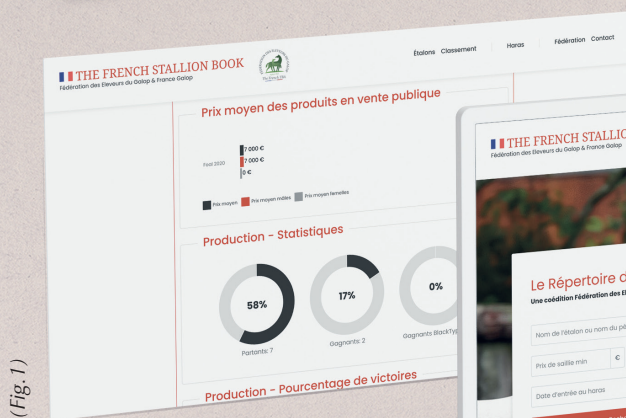 THE FRENCH STALLION BOOK
Fédération des Eleveurs du Galop & France Galop
Étalons Classement Haras Fédération Contact
Prix moyen des produits en vente publique
7 000 €
Foal 2020
7 000 €
0 €
Prix moyen Prix moyen mâles Prix moyen femelles
Production - Statistiques
58%
17%
0%
Partants: 7
Gagnants: 2
Gagnants BlackTyp
Production - Pourcentage de victoires
THE FRENCH STALLIO
Fédération des Eleveurs du Galop & France Galop
Le Répertoire d
Une coédition Fédération des El
Nom de l'étalon ou nom du pè
Prix de saillie min €
Date d'entrée au haras
(Fig. 1)